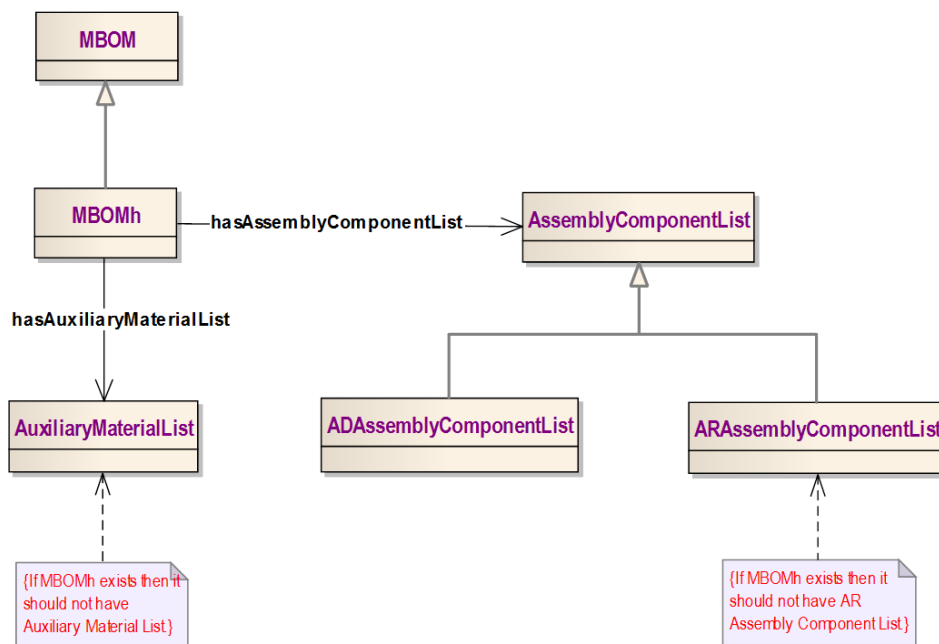 MBOM
MBOMh
hasAssemblyComponentList
AssemblyComponentList
hasAuxiliaryMaterialList
AuxiliaryMaterialList
ADAssemblyComponentList
ARAssemblyComponentList
{If MBOMh exists then it
should not have
Auxiliary Material List.}
{If MBOMh exists then it
should not have AR
Assembly Component List.}